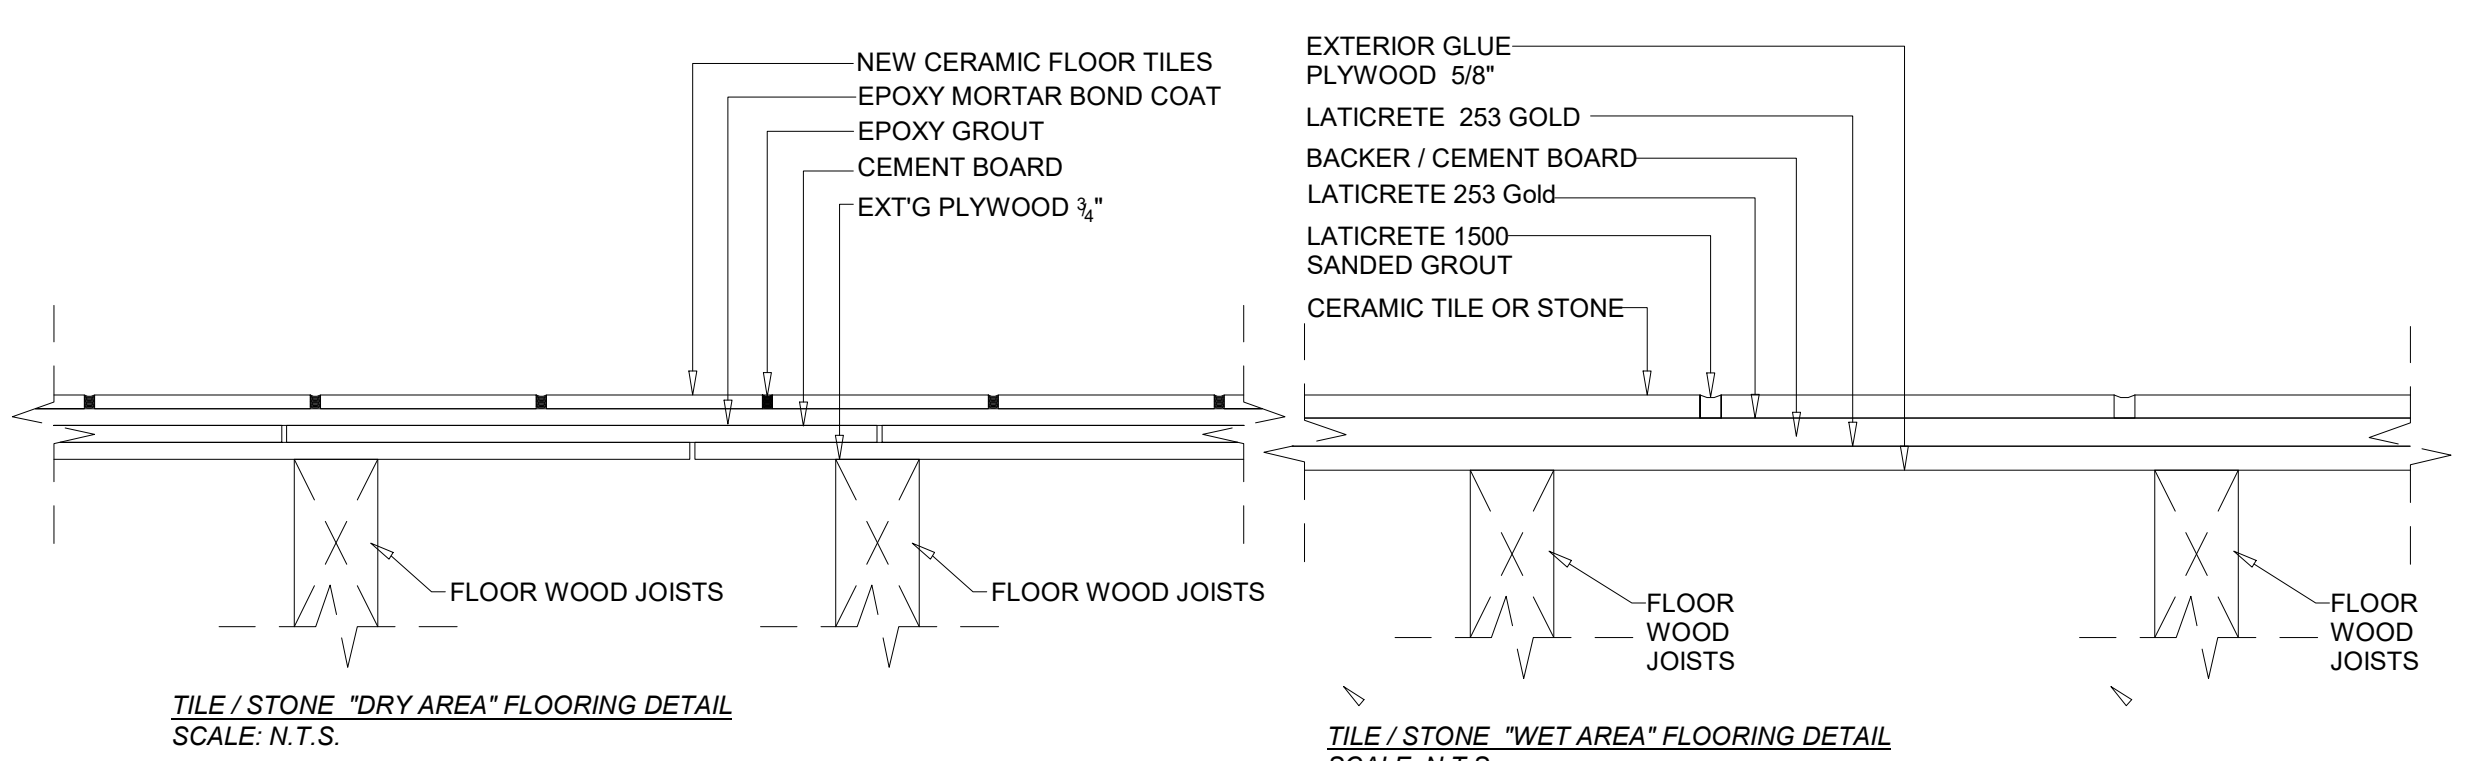 NEW CERAMIC FLOOR TILES
EPOXY MORTAR BOND COAT
EPOXY GROUT
CEMENT BOARD
EXT'G PLYWOOD ¾"
FLOOR WOOD JOISTS
FLOOR WOOD JOISTS
TILE / STONE "DRY AREA" FLOORING DETAIL
SCALE: N.T.S.
EXTERIOR GLUE
PLYWOOD 5/8"
LATICRETE 253 GOLD
BACKER / CEMENT BOARD
LATICRETE 253 Gold
LATICRETE 1500
SANDED GROUT
CERAMIC TILE OR STONE
FLOOR
WOOD
JOISTS
FLOOR
WOOD
JOISTS
TILE / STONE "WET AREA" FLOORING DETAIL
SCALE: N.T.S.